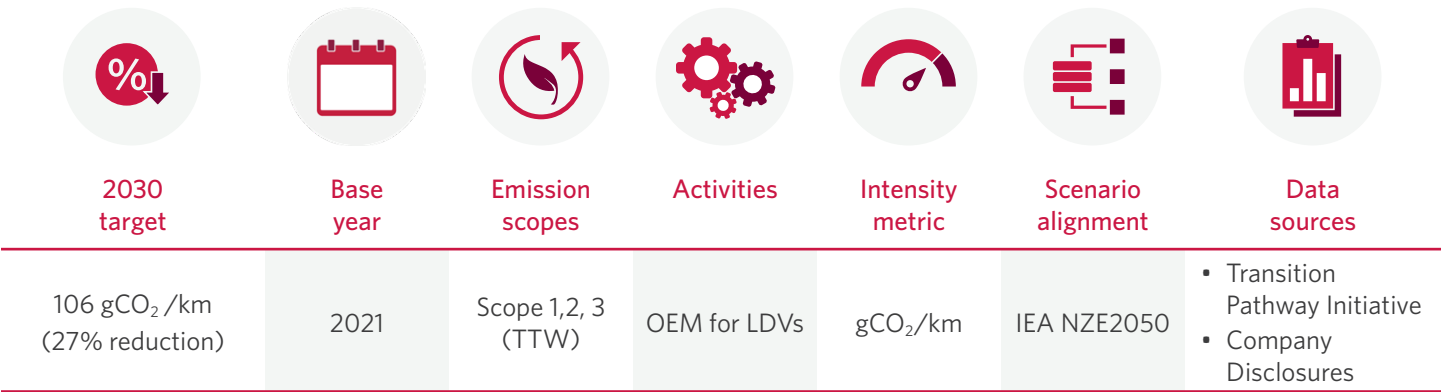 %
2030
target
Base
year
Emission
scopes
Activities
Intensity
metric
Scenario
alignment
Data
sources
106 gCO₂ /km
(27% reduction)
2021
Scope 1,2, 3
(TTW)
OEM for LDVs
gCO₂/km
IEA NZE2050
• Transition
Pathway Initiative
• Company
Disclosures